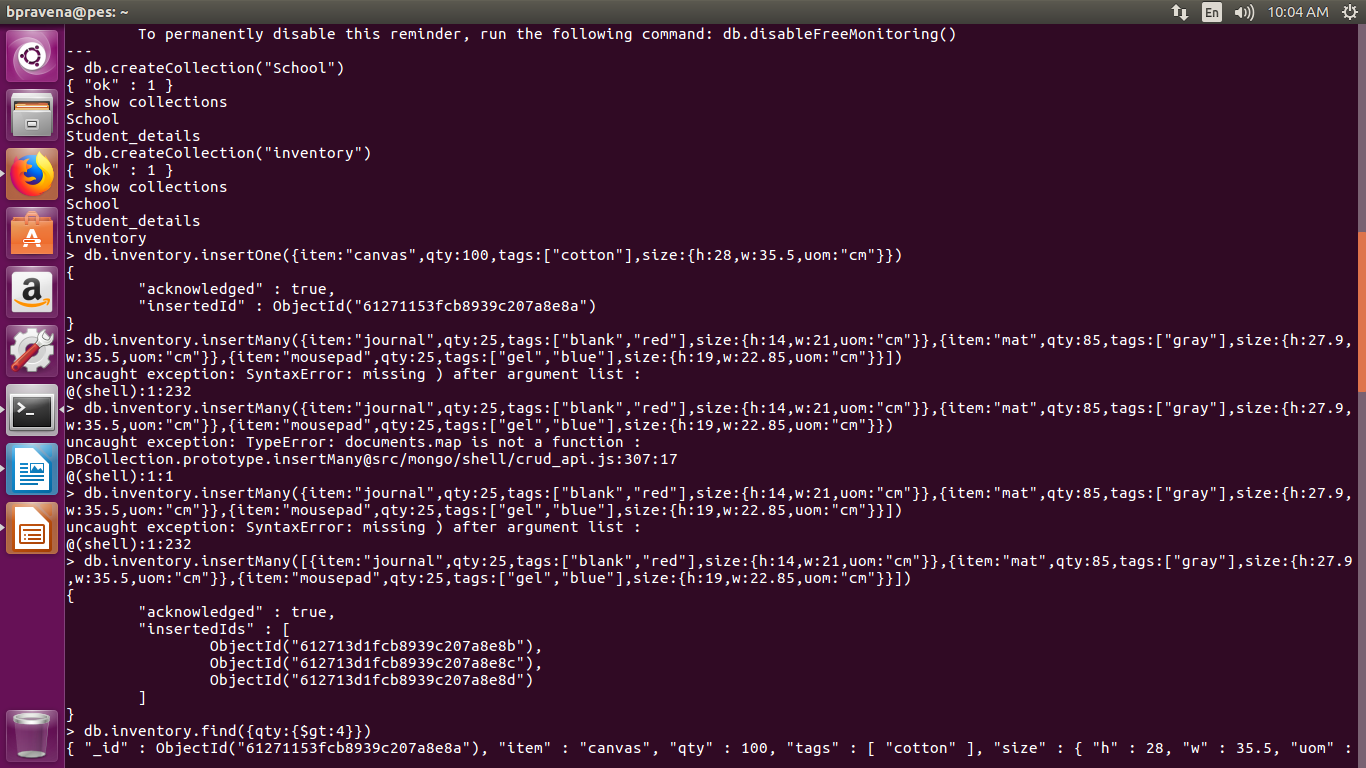 bpravena@pes: ~
En
10:04 AM
To permanently disable this reminder, run the following command: db.disableFreeMonitoring()
---
> db.createCollection("School")
{ "ok" : 1 }
> show collections
School
Student_details
> db.createCollection("inventory")
{ "ok" : 1 }
> show collections
School
Student_details
inventory
> db.inventory.insertOne({item:"canvas",qty:100,tags:["cotton"],size:{h:28,w:35.5,uom:"cm"}})
{
"acknowledged" : true,
"insertedId" : ObjectId("61271153fcb8939c207a8e8a")
}
> db.inventory.insertMany({item:"journal",qty:25,tags:["blank","red"],size:{h:14,w:21,uom:"cm"}},{item:"mat",qty:85,tags:["gray"],size:{h:27.9,
w:35.5,uom:"cm"}},{item:"mousepad",qty:25,tags:["gel","blue"],size:{h:19,w:22.85,uom:"cm"}}])
uncaught exception: SyntaxError: missing ) after argument list :
@(shell):1:232
> db.inventory.insertMany({item:"journal",qty:25,tags:["blank","red"],size:{h:14,w:21,uom:"cm"}},{item:"mat",qty:85,tags:["gray"],size:{h:27.9,
w:35.5,uom:"cm"}},{item:"mousepad",qty:25,tags:["gel","blue"],size:{h:19,w:22.85,uom:"cm"}})
uncaught exception: TypeError: documents.map is not a function :
DBCollection.prototype.insertMany@src/mongo/shell/crud_api.js:307:17
@(shell):1:1
> db.inventory.insertMany({item:"journal",qty:25,tags:["blank","red"],size:{h:14,w:21,uom:"cm"}},{item:"mat",qty:85,tags:["gray"],size:{h:27.9,
w:35.5,uom:"cm"}},{item:"mousepad",qty:25,tags:["gel","blue"],size:{h:19,w:22.85,uom:"cm"}}])
uncaught exception: SyntaxError: missing ) after argument list :
@(shell):1:232
> db.inventory.insertMany([{item:"journal",qty:25,tags:["blank","red"],size:{h:14,w:21,uom:"cm"}},{item:"mat",qty:85,tags:["gray"],size:{h:27.9
,w:35.5,uom:"cm"}},{item:"mousepad",qty:25,tags:["gel","blue"],size:{h:19,w:22.85,uom:"cm"}}])
{
"acknowledged" : true,
"insertedIds" : [
ObjectId("612713d1fcb8939c207a8e8b"),
ObjectId("612713d1fcb8939c207a8e8c"),
ObjectId("612713d1fcb8939c207a8e8d")
]
}
> db.inventory.find({qty:{$gt:4}})
{ "_id" : ObjectId("61271153fcb8939c207a8e8a"), "item" : "canvas", "qty" : 100, "tags" : [ "cotton" ], "size" : { "h" : 28, "w" : 35.5, "uom" :